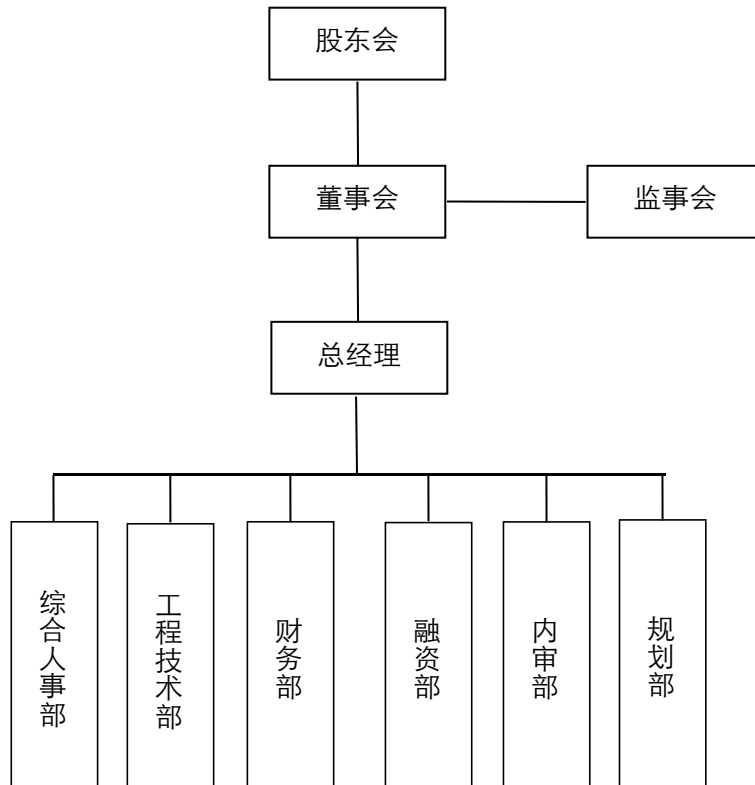 股东会
董事会
监事会
总经理
综合人事部
工程技术部
财务部
融资部
内审部
规划部